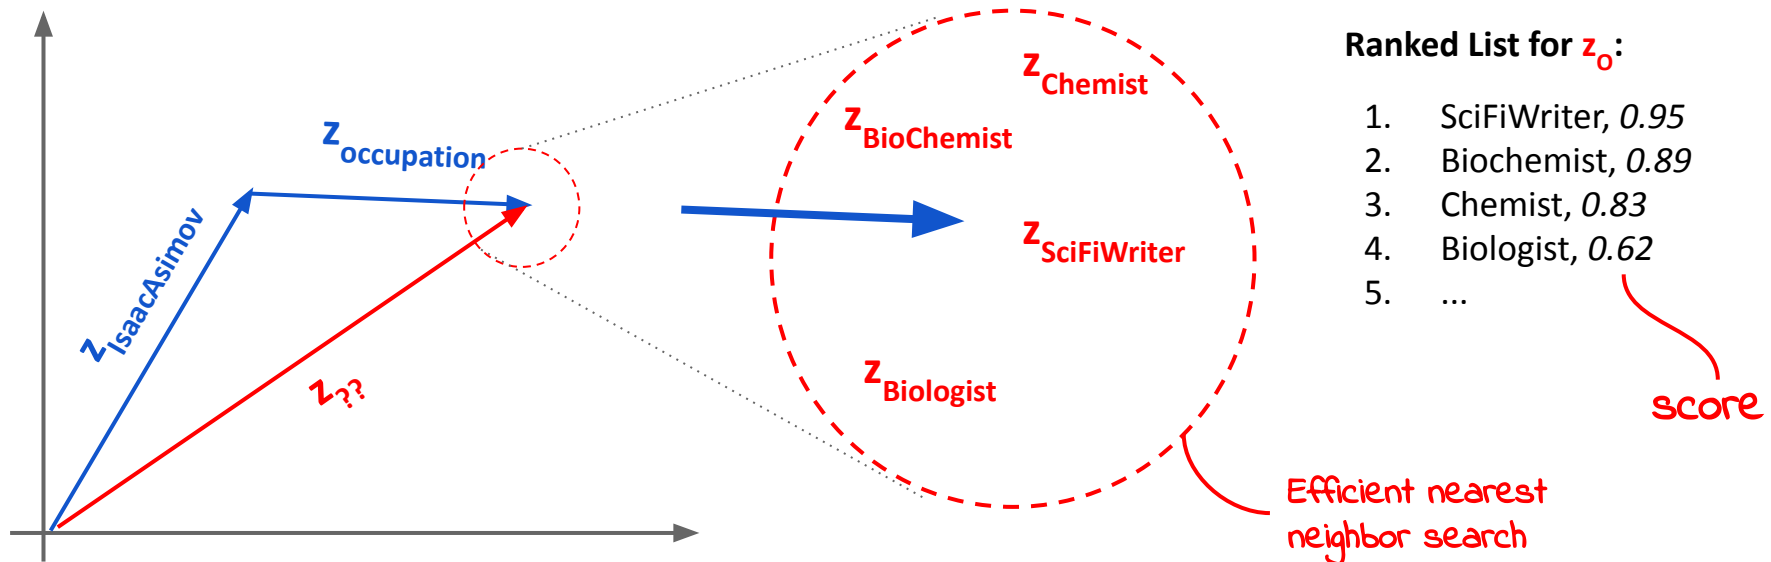 z_occupation
z_IsaacAsimov
z_??
z_Chemist
z_BioChemist
z_SciFiWriter
z_Biologist
Ranked List for z_o:
1. SciFiWriter, 0.95
2. Biochemist, 0.89
3. Chemist, 0.83
4. Biologist, 0.62
5. ...
score
Efficient nearest
neighbor search